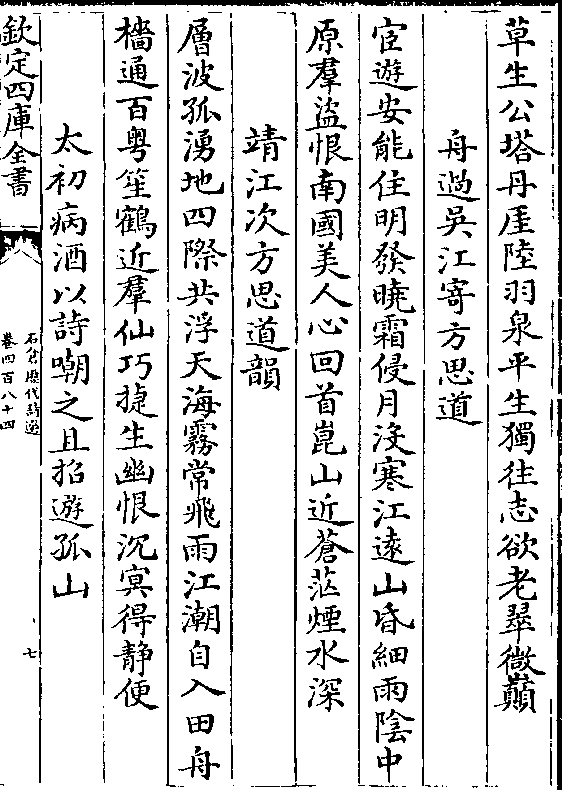 草生公塔丹厓陸羽泉平生獨徃志欲老翠微巔
舟過吳江寄方思道
宦遊安能住明發曉霜侵月沒寒江遠山昏細雨陰中
原羣盜恨南國美人心回首崑山近蒼茫煙水深
靖江次方思道韻
層波孤湧地四際共浮天海霧常飛雨江潮自入田舟
檣通百粤笙鶴近羣仙巧捷生幽恨沉冥得靜便
太初病酒以詩嘲之且招遊孤山
欽定四庫全書
石倉歷代詩選
卷四百八十四
七